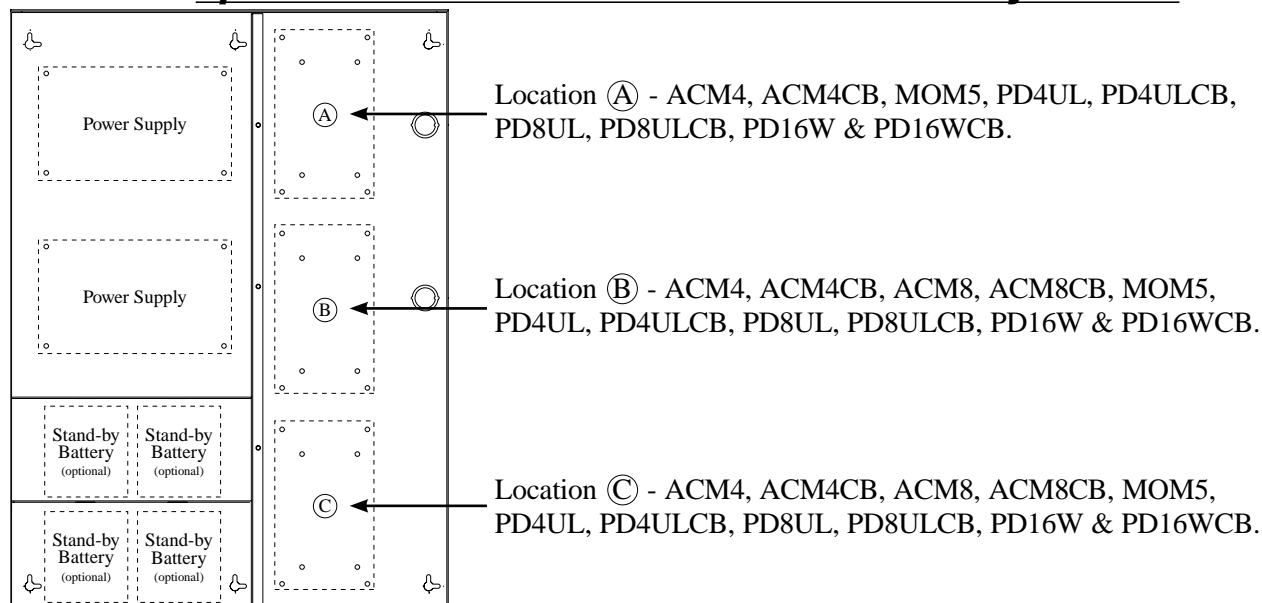 Power Supply
A
Location A - ACM4, ACM4CB, MOM5, PD4UL, PD4ULCB,
PD8UL, PD8ULCB, PD16W & PD16WCB.
Power Supply
B
Location B - ACM4, ACM4CB, ACM8, ACM8CB, MOM5,
PD4UL, PD4ULCB, PD8UL, PD8ULCB, PD16W & PD16WCB.
Stand-by
Battery
(optional)
Stand-by
Battery
(optional)
C
Location C - ACM4, ACM4CB, ACM8, ACM8CB, MOM5,
PD4UL, PD4ULCB, PD8UL, PD8ULCB, PD16W & PD16WCB.
Stand-by
Battery
(optional)
Stand-by
Battery
(optional)